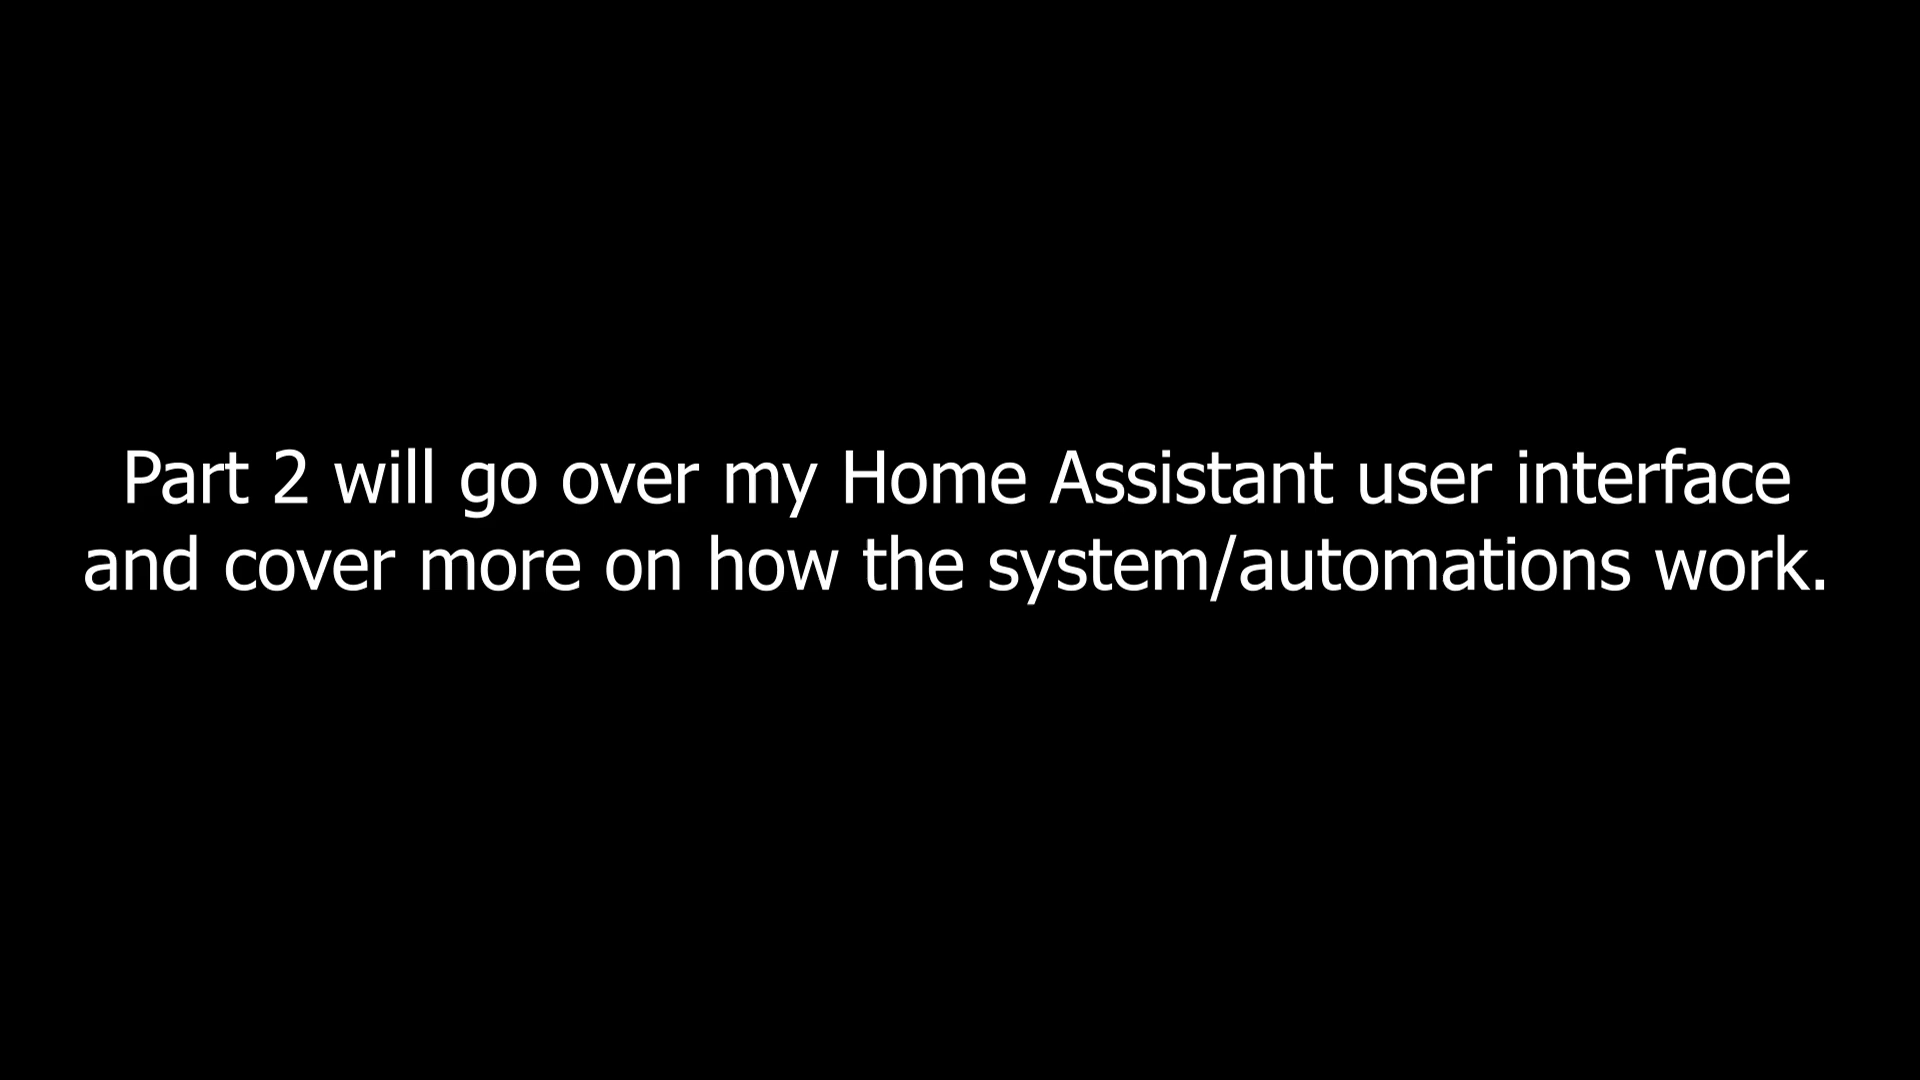 Part 2 will go over my Home Assistant user interface
and cover more on how the system/automations work.